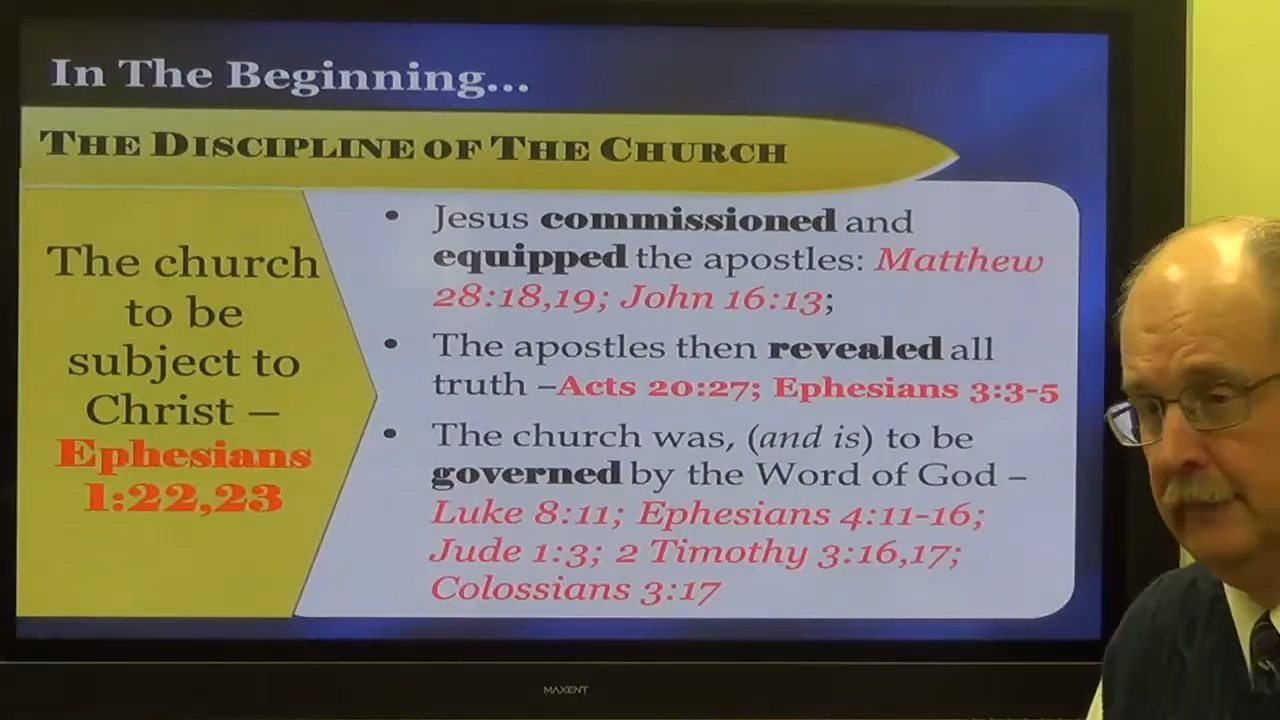 In The Beginning...
THE DISCIPLINE OF THE CHURCH
The church
to be
subject to
Christ –
Ephesians
1:22,23
• Jesus commissioned and
equipped the apostles: Matthew
28:18,19; John 16:13;
• The apostles then revealed all
truth –Acts 20:27; Ephesians 3:3-5
• The church was, (and is) to be
governed by the Word of God –
Luke 8:11; Ephesians 4:11-16;
Jude 1:3; 2 Timothy 3:16,17;
Colossians 3:17
MAXENT